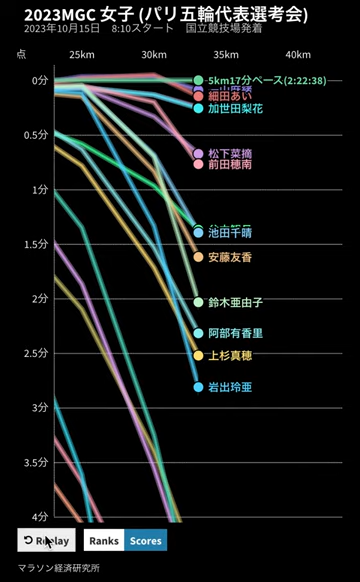 2023MGC 女子 (パリ五輪代表選考会)
2023年10月15日　8:10スタート　国立競技場発着
点 25km 30km 35km 40km
0分
5km17分ペース(2:22:38)
細田あい
加世田梨花
0.5分
松下菜摘
前田穂南
1分
池田千晴
1.5分
安藤友香
2分
鈴木亜由子
阿部有香里
2.5分
上杉真穂
岩出玲亜
3分
3.5分
4分
Replay Ranks Scores
マラソン経済研究所